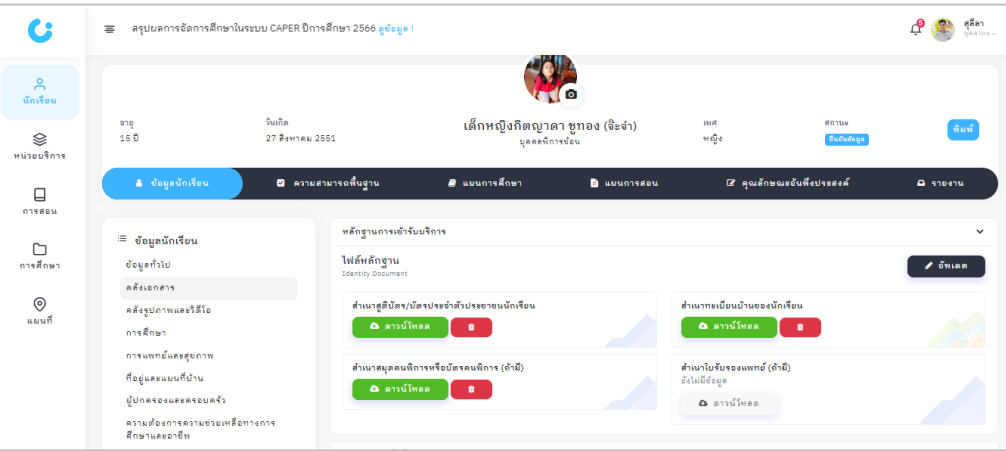 สรุปผลการจัดการศึกษาในระบบ CAPER ปีการศึกษา 2566 ดูข้อมูล !
5
สุลีลา
บุคลากร
นักเรียน
หน่วยบริการ
การสอน
การศึกษา
แผนที่
อายุ
15 ปี
วันเกิด
27 สิงหาคม 2551
เด็กหญิงกิตญาดา ชูทอง (จ๊ะจ๋า)
บุคคลพิการซ้อน
เพศ
หญิง
สถานะ
ยืนยันข้อมูล
พิมพ์
ข้อมูลนักเรียน
ความสามารถพื้นฐาน
แผนการศึกษา
แผนการสอน
คุณลักษณะอันพึงประสงค์
รายงาน
ข้อมูลนักเรียน
ข้อมูลทั่วไป
คลังเอกสาร
คลังรูปภาพและวิดีโอ
การศึกษา
การแพทย์และสุขภาพ
ที่อยู่และแผนที่บ้าน
ผู้ปกครองและครอบครัว
ความต้องการความช่วยเหลือทางการ
ศึกษาและอาชีพ
หลักฐานการเข้ารับบริการ
ไฟล์หลักฐาน
Identity Document
อัพเดต
สำเนาสูติบัตร/บัตรประจำตัวประชาชนนักเรียน
ดาวน์โหลด
สำเนาทะเบียนบ้านของนักเรียน
ดาวน์โหลด
สำเนาสมุดคนพิการหรือบัตรคนพิการ (ถ้ามี)
ดาวน์โหลด
สำเนาใบรับรองแพทย์ (ถ้ามี)
ยังไม่มีข้อมูล
ดาวน์โหลด